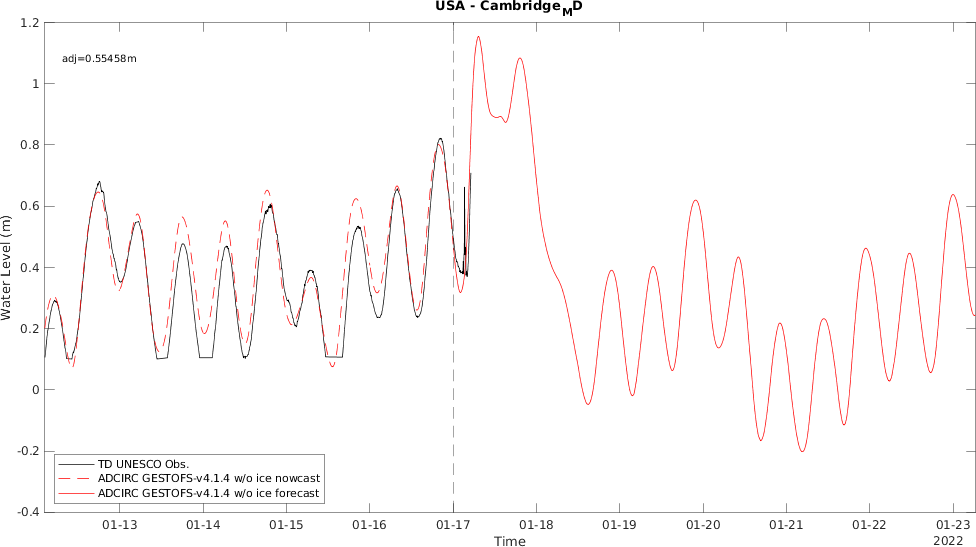 USA - Cambridge_MD
adj=0.55458m
1.2
1
0.8
0.6
0.4
0.2
0
-0.2
-0.4
Water Level (m)
TD UNESCO Obs.
ADCIRC GESTOFS-v4.1.4 w/o ice nowcast
ADCIRC GESTOFS-v4.1.4 w/o ice forecast
01-13 01-14 01-15 01-16 01-17 01-18 01-19 01-20 01-21 01-22 01-23
Time
2022